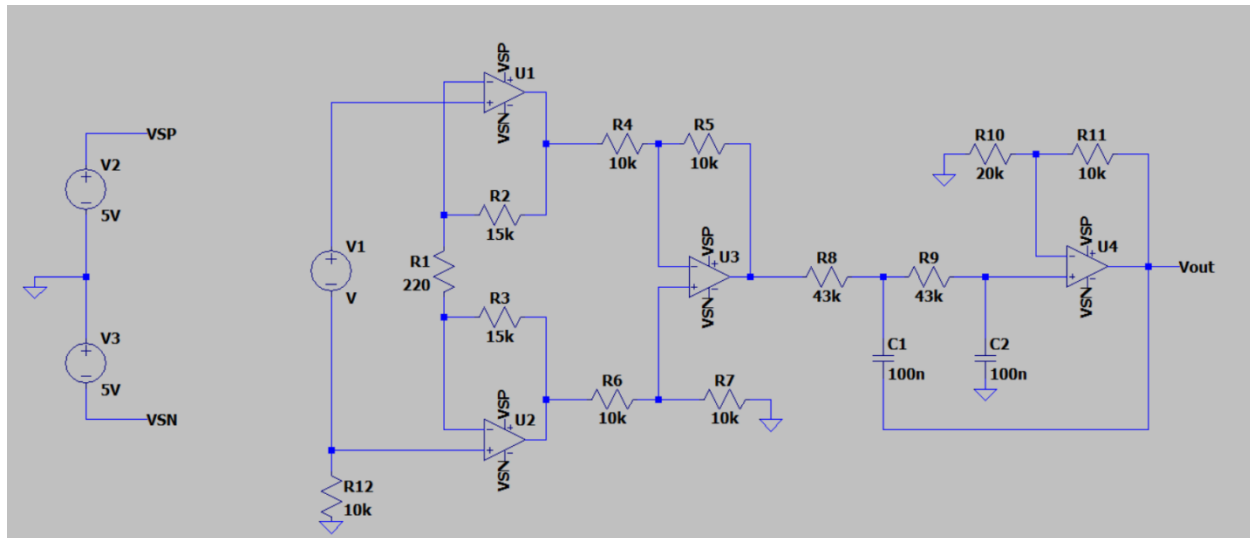 VSP
V2
5V
V3
5V
VSN
V1
V
R12
10k
VSP
U1
VSN
R2
15k
R1
220
R3
15k
VSP
U2
VSN
R4
10k
R5
10k
VSP
U3
VSN
R6
10k
R7
10k
R8
43k
R9
43k
C1
100n
C2
100n
R10
20k
R11
10k
VSP
U4
VSN
Vout